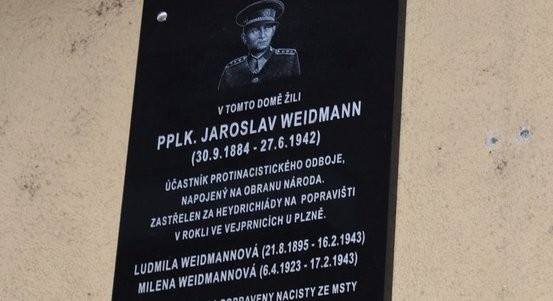 V TOMTO DOMĚ ŽILI
PPLK. JAROSLAV WEIDMANN
(30.9.1884 - 27.6.1942)
ÚČASTNÍK PROTINACISTICKÉHO ODBOJE,
NAPOJENÝ NA OBRANU NÁRODA.
ZASTŘELEN ZA HEYDRICHIÁDY NA POPRAVIŠTI
V ROKLI VE VEJPRNICÍCH U PLZNĚ.
LUDMILA WEIDMANNOVÁ (21.8.1895 - 16.2.1943)
MILENA WEIDMANNOVÁ (6.4.1923 - 17.2.1943)
POPRAVENY NACISTY ZE MSTY